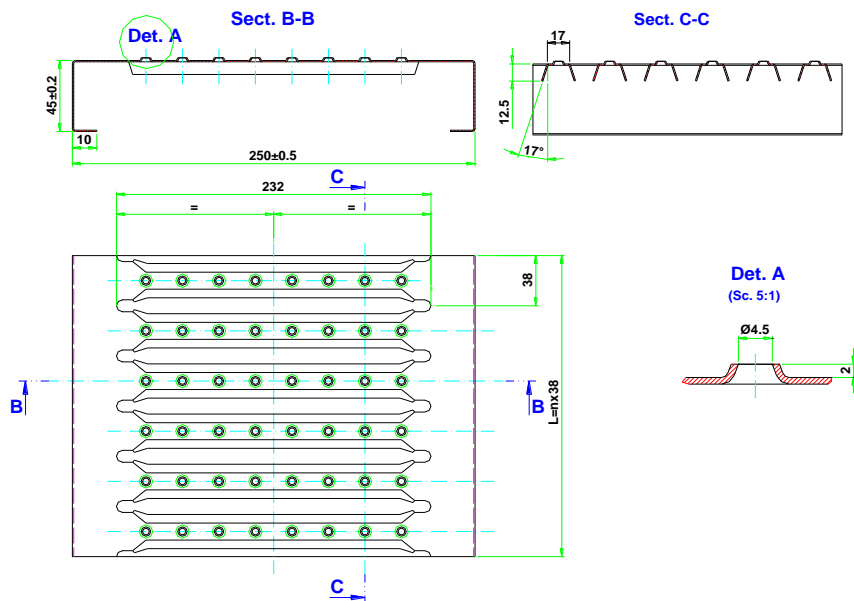 Sect. B-B
Det. A
45±0.2
10
250±0.5
Sect. C-C
17
12.5
17°
C
232
=
=
38
L=nx38
B
B
C
Det. A
(Sc. 5:1)
Ø4.5
2